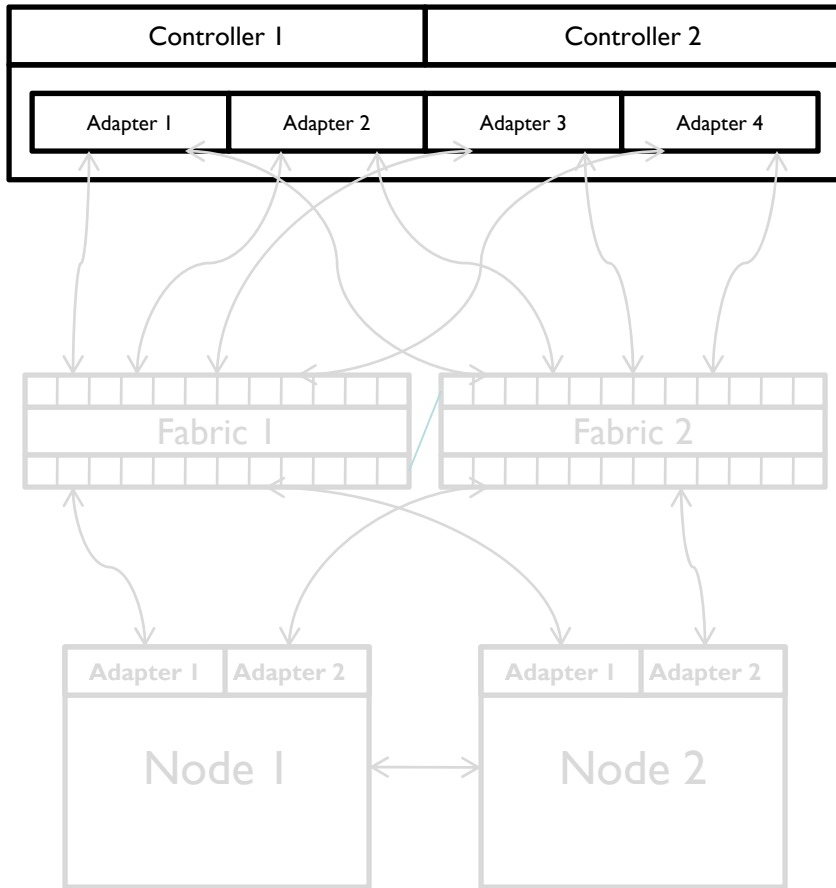 Controller 1 Controller 2
Adapter 1 Adapter 2 Adapter 3 Adapter 4
Fabric 1 Fabric 2
Adapter 1 Adapter 2 Adapter 1 Adapter 2
Node 1 Node 2